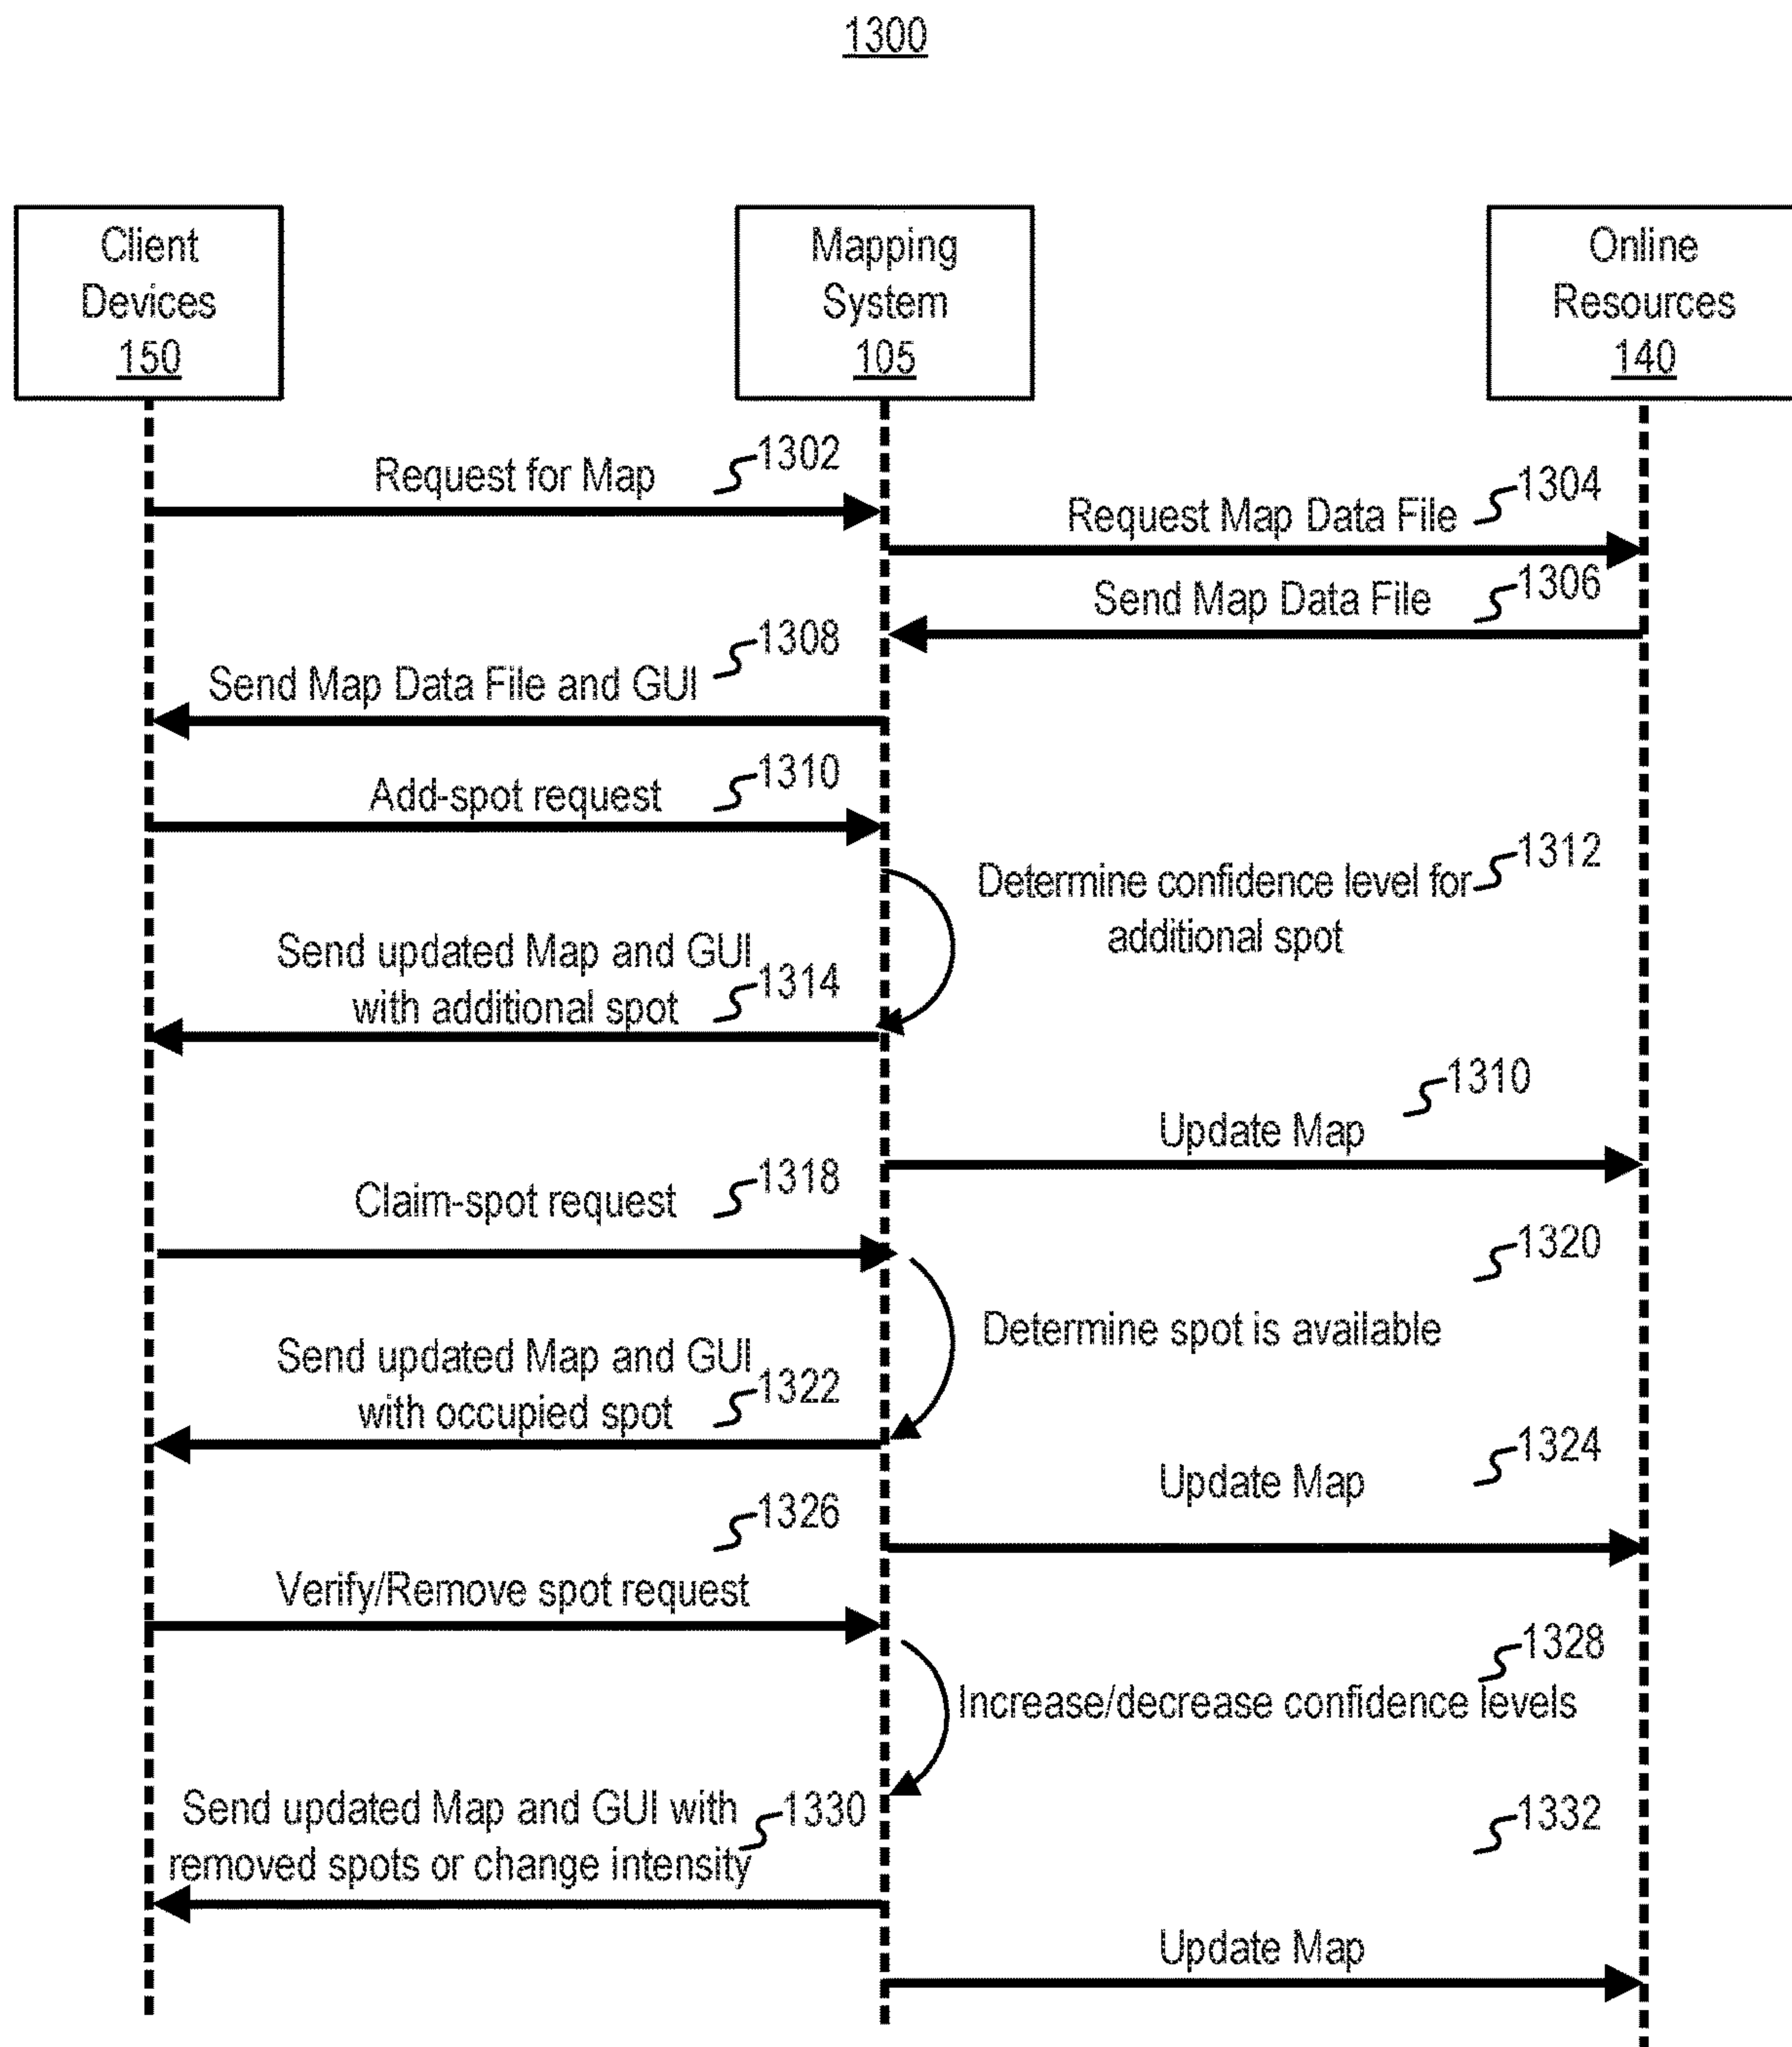 1300
Client
Devices
150
Mapping
System
105
Online
Resources
140
1302
Request for Map
1304
Request Map Data File
1306
Send Map Data File
1308
Send Map Data File and GUI
1310
Add-spot request
1312
Determine confidence level for
additional spot
Send updated Map and GUI
1314
with additional spot
1310
Update Map
1318
Claim-spot request
1320
Determine spot is available
Send updated Map and GUI
1322
with occupied spot
1324
Update Map
1326
Verify/Remove spot request
1328
Increase/decrease confidence levels
Send updated Map and GUI with
1330
removed spots or change intensity
1332
Update Map